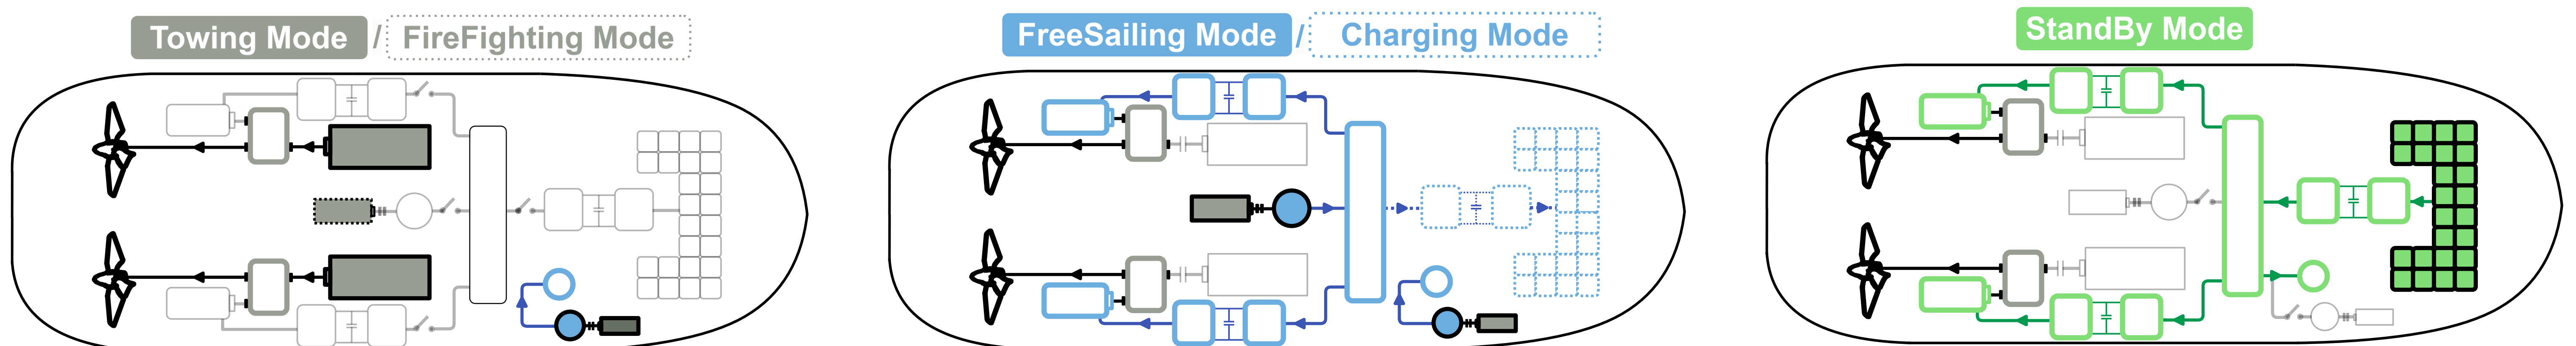 Towing Mode / FireFighting Mode
FreeSailing Mode / Charging Mode
StandBy Mode